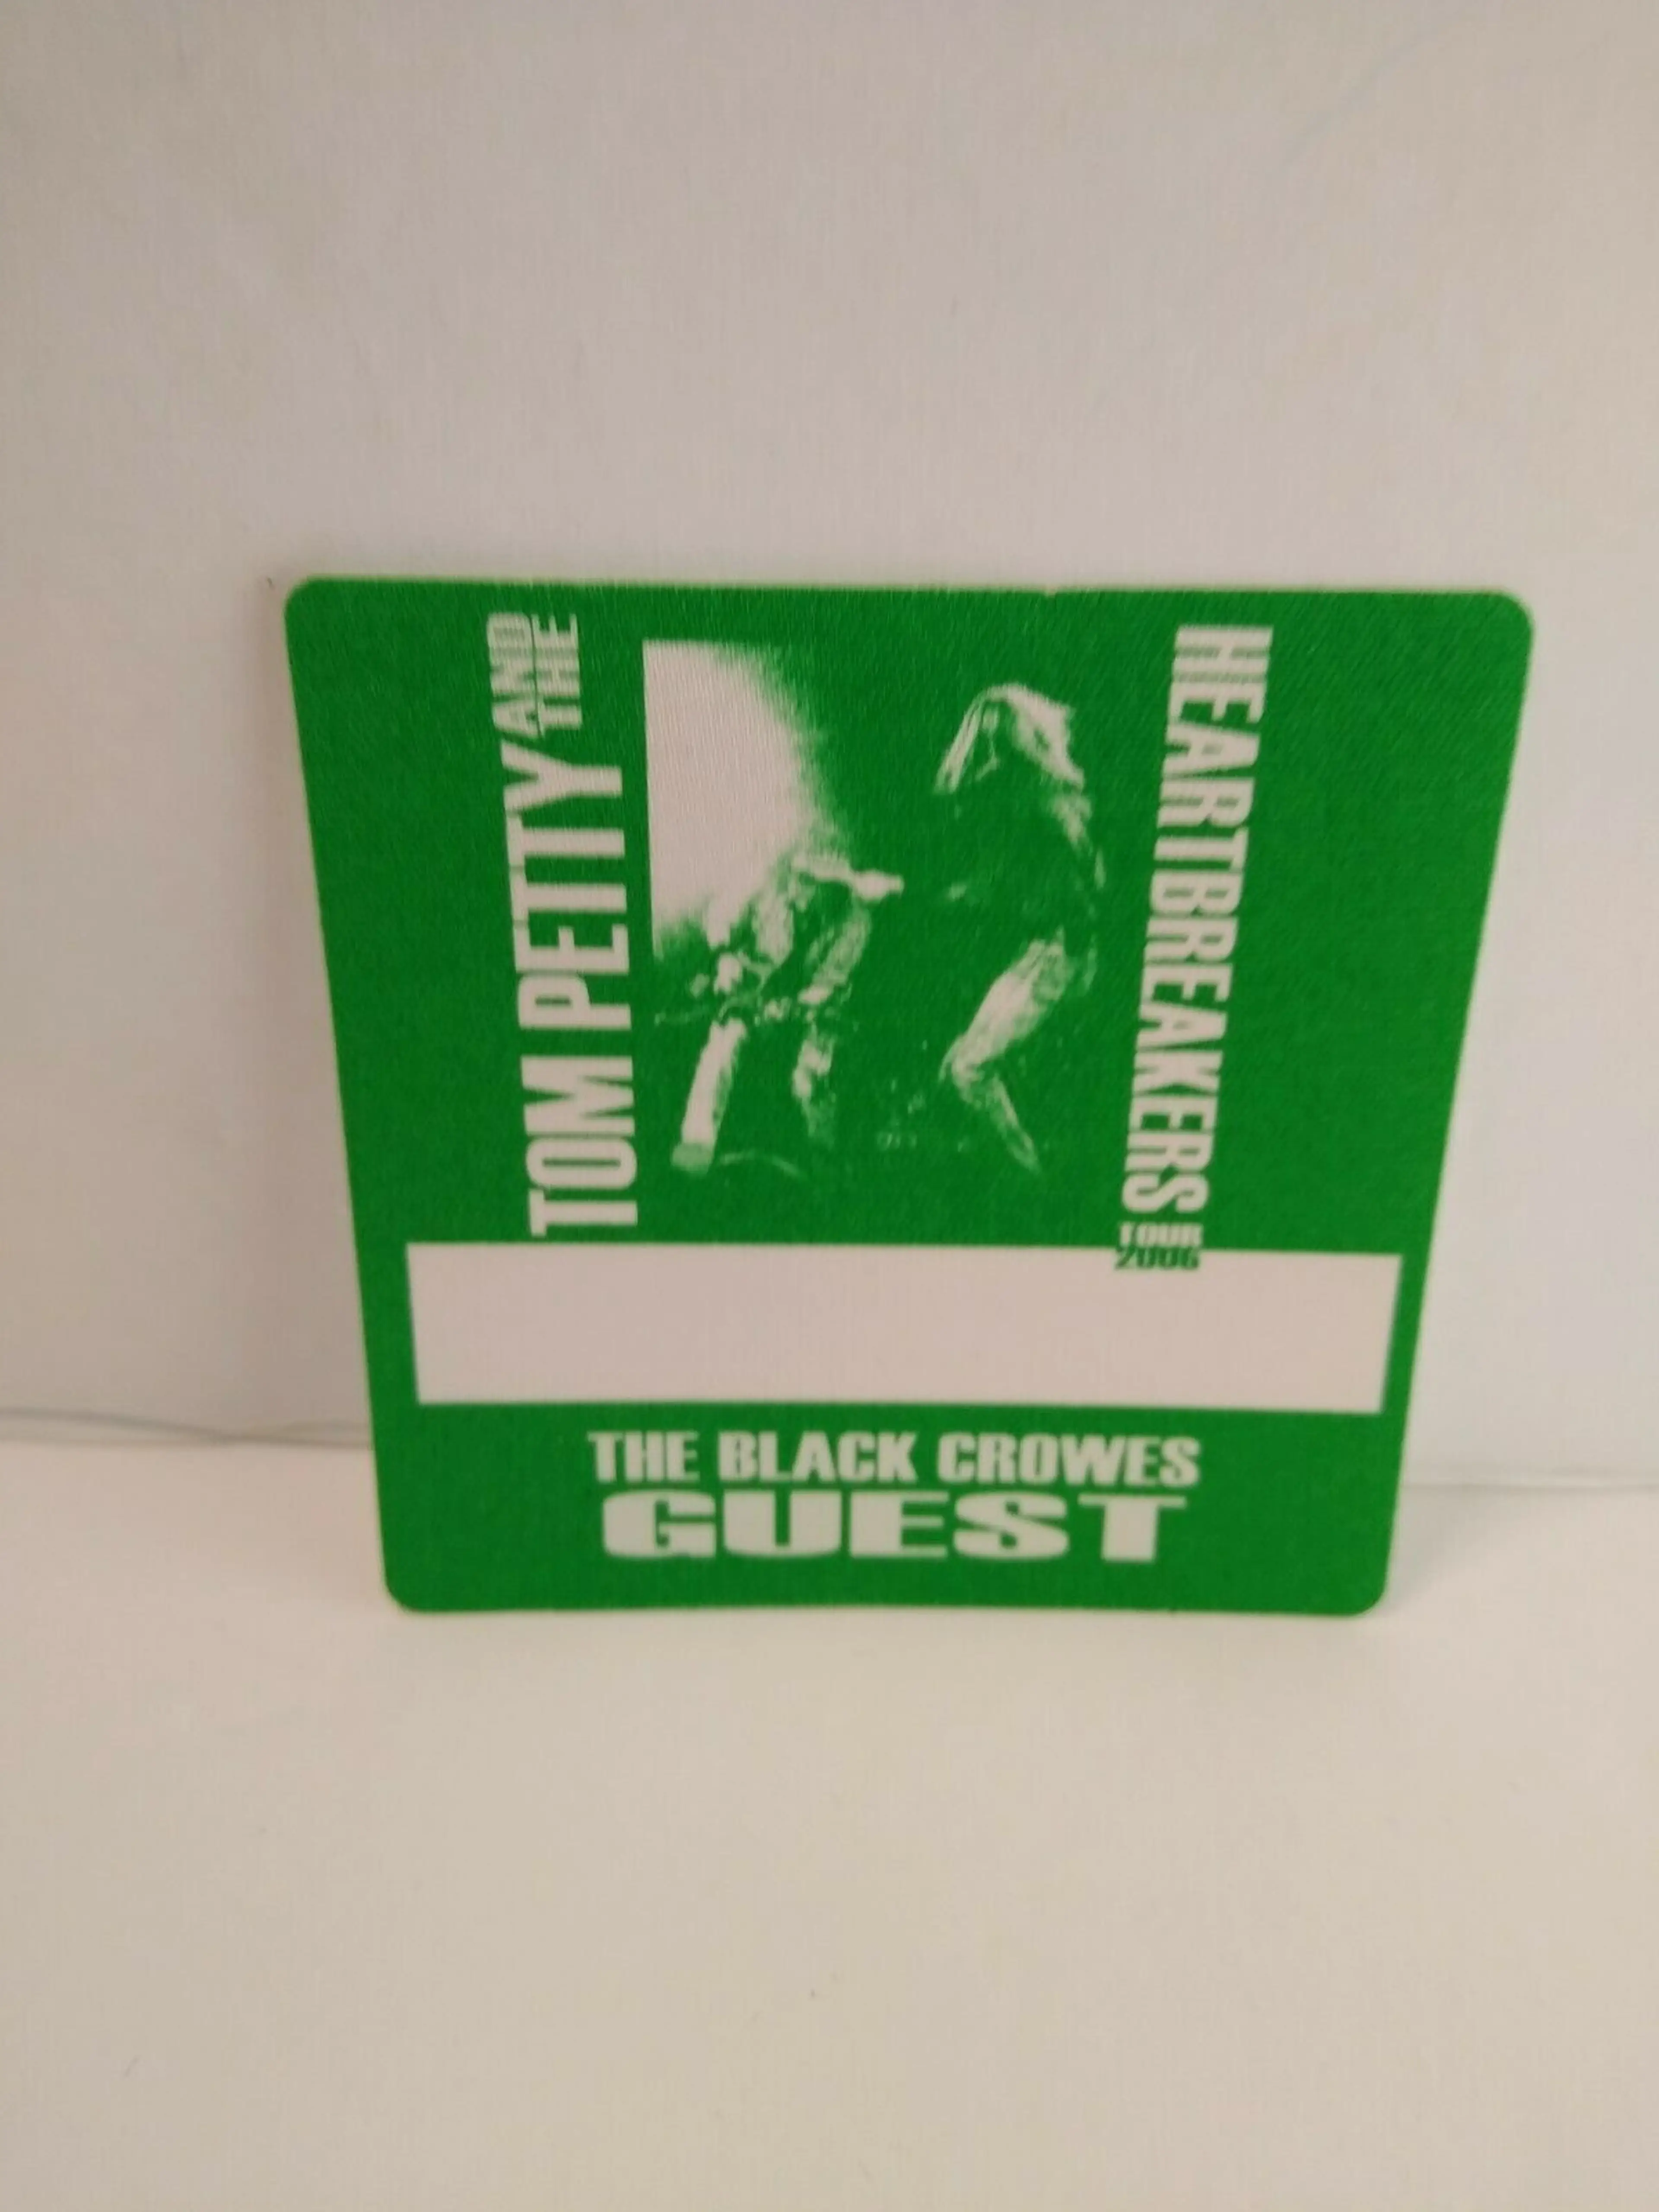 TOM PETTY AND THE
HEARTBREAKERS TOUR
2006
THE BLACK CROWES
GUEST